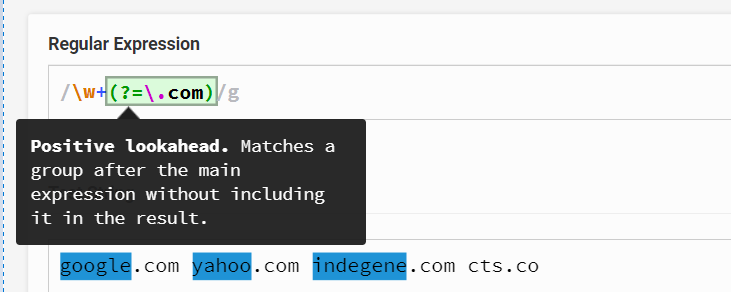 Regular Expression
/\w+(?=\.com)/g
Positive lookahead. Matches a
group after the main
expression without including
it in the result.
google.com yahoo.com indegene.com cts.co